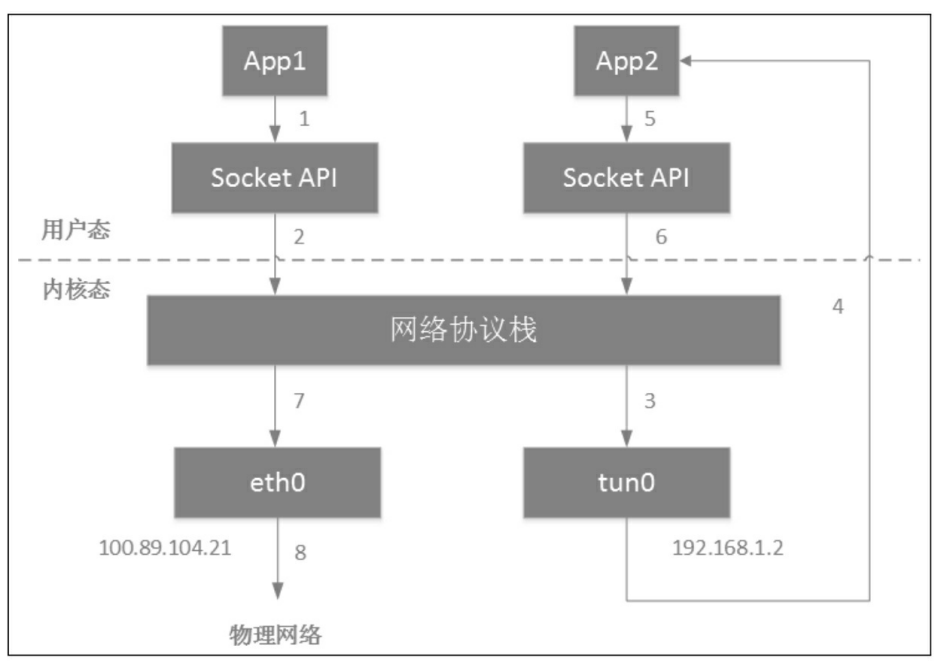 App1
App2
1
5
Socket API
Socket API
用户态
2
6
内核态
4
网络协议栈
7
3
eth0
tun0
100.89.104.21
8
192.168.1.2
物理网络